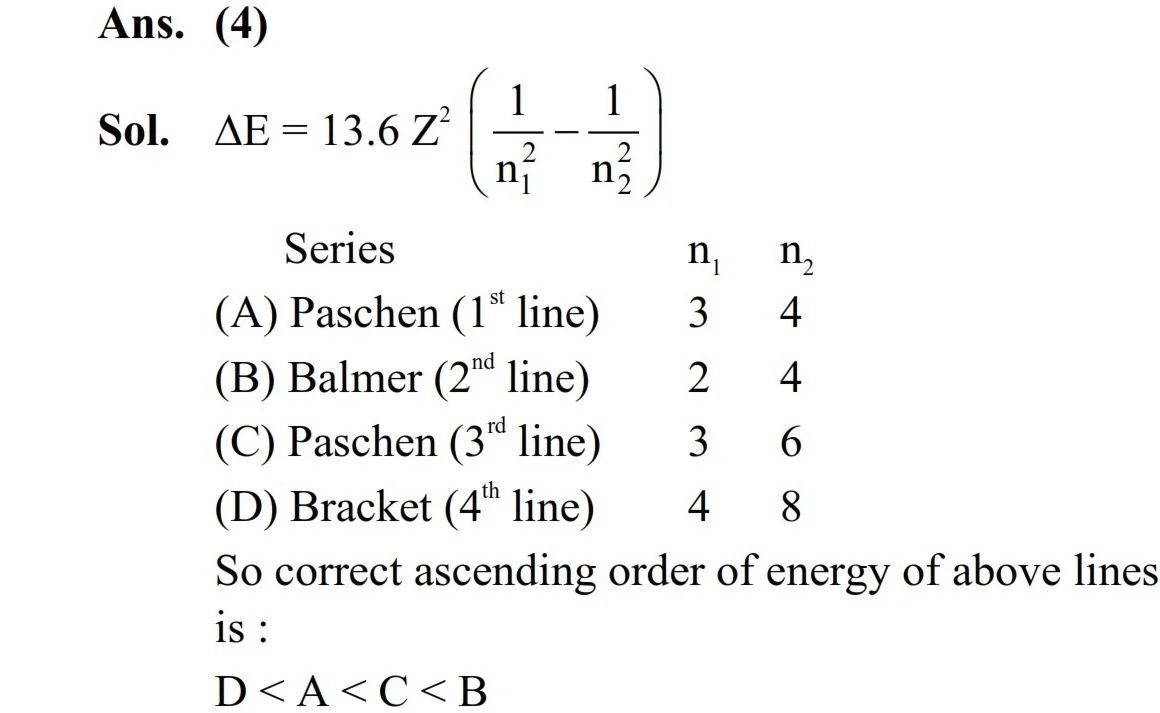 Ans. (4)
Sol. ΔE = 13.6 Z² (1/n₁² − 1/n₂²)
Series n₁ n₂
(A) Paschen (1ˢᵗ line) 3 4
(B) Balmer (2ⁿᵈ line) 2 4
(C) Paschen (3ʳᵈ line) 3 6
(D) Bracket (4ᵗʰ line) 4 8
So correct ascending order of energy of above lines
is :
D < A < C < B